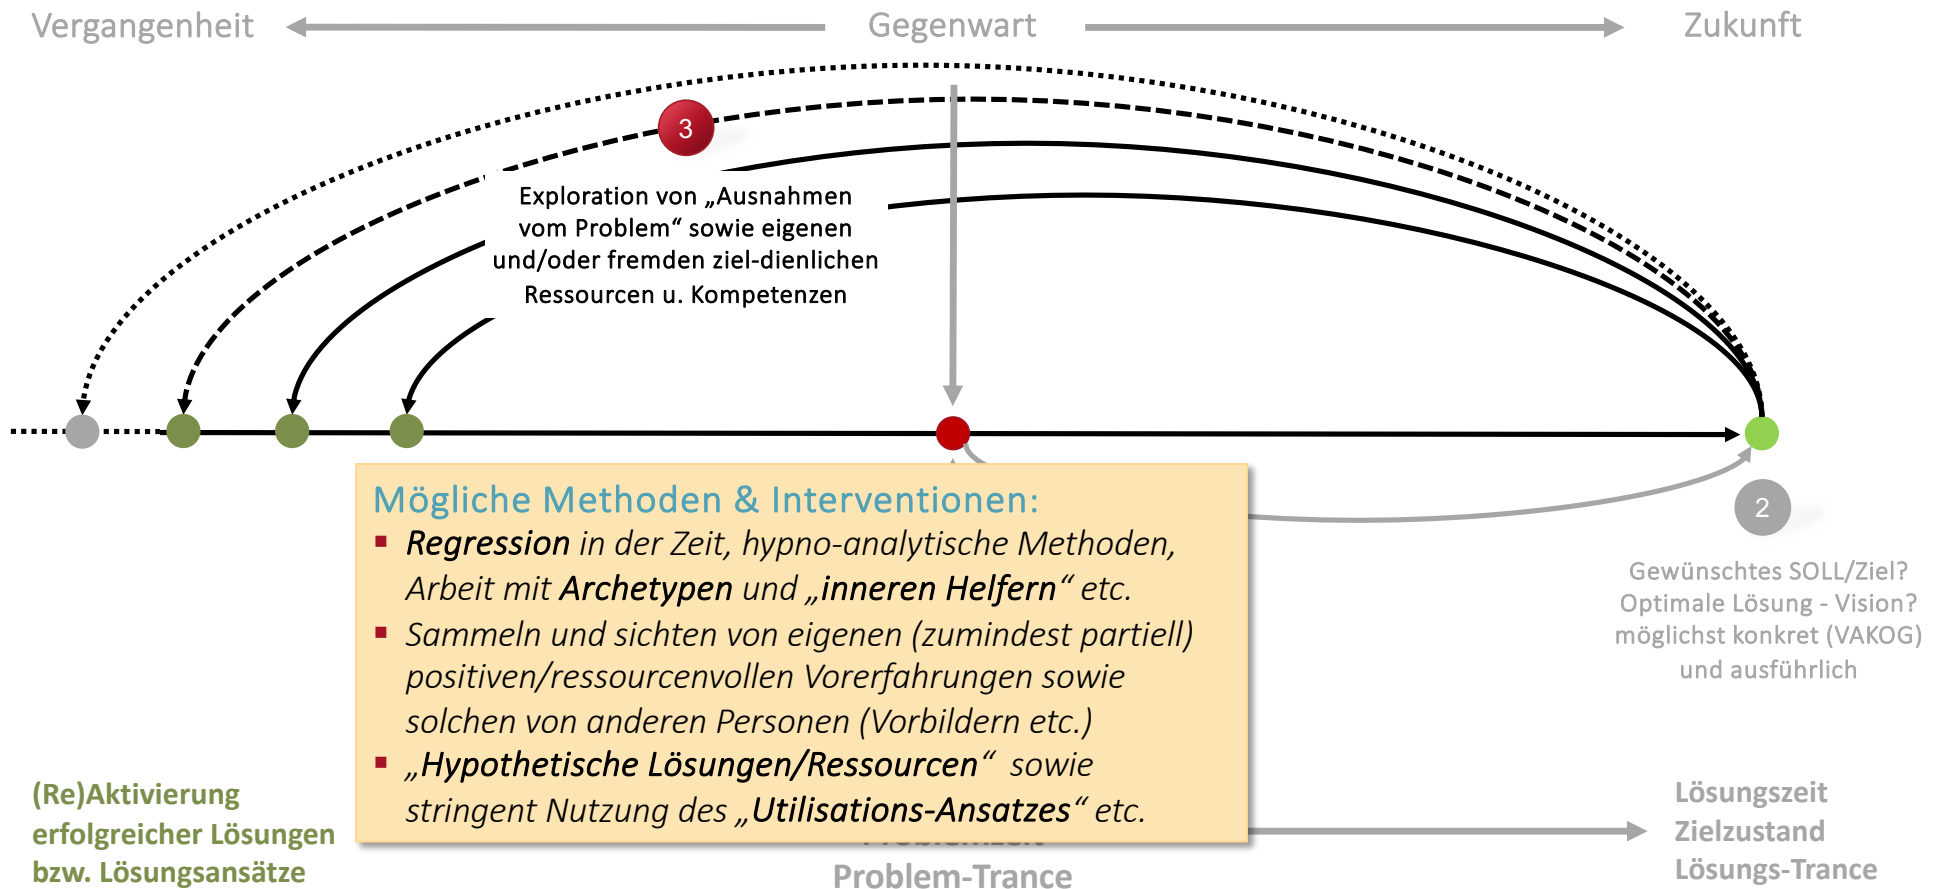 Vergangenheit
Gegenwart
Zukunft
3
Exploration von „Ausnahmen
vom Problem“ sowie eigenen
und/oder fremden ziel-dienlichen
Ressourcen u. Kompetenzen
2
Gewünschtes SOLL/Ziel?
Optimale Lösung - Vision?
möglichst konkret (VAKOG)
und ausführlich
Mögliche Methoden & Interventionen:
Regression in der Zeit, hypno-analytische Methoden,
Arbeit mit Archetypen und „inneren Helfern“ etc.
Sammeln und sichten von eigenen (zumindest partiell)
positiven/ressourcenvollen Vorerfahrungen sowie
solchen von anderen Personen (Vorbildern etc.)
„Hypothetische Lösungen/Ressourcen“ sowie
stringent Nutzung des „Utilisations-Ansatzes“ etc.
(Re)Aktivierung
erfolgreicher Lösungen
bzw. Lösungsansätze
Problem-Trance
Lösungszeit
Zielzustand
Lösungs-Trance